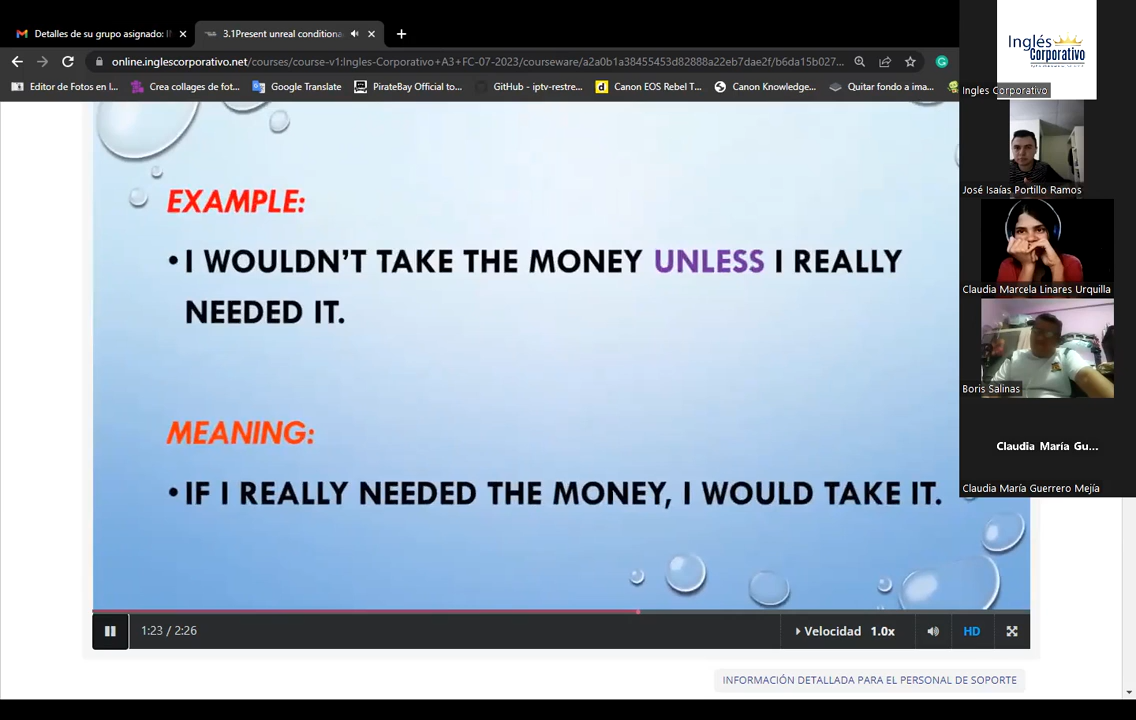 Detalles de su grupo asignado: I
3.1Present unreal conditiona
online.inglescorporativo.net/courses/course-v1:Ingles-Corporativo+A3+FC-07-2023/courseware/a2a0b1a38455453d82888a22eb7dae2f/b6da15b027...
Editor de Fotos en l...
Crea collages de fot...
Google Translate
PirateBay Official to...
GitHub - iptv-restre...
Canon EOS Rebel T...
Canon Knowledge...
Quitar fondo a ima...
EXAMPLE:
• I WOULDN'T TAKE THE MONEY UNLESS I REALLY
NEEDED IT.
MEANING:
• IF I REALLY NEEDED THE MONEY, I WOULD TAKE IT.
1:23 / 2:26
Velocidad 1.0x
HD
INFORMACIÓN DETALLADA PARA EL PERSONAL DE SOPORTE
Inglés
Corporativo
Ingles Corporativo
José Isaías Portillo Ramos
Claudia Marcela Linares Urquilla
Boris Salinas
Claudia María Gu...
Claudia María Guerrero Mejía